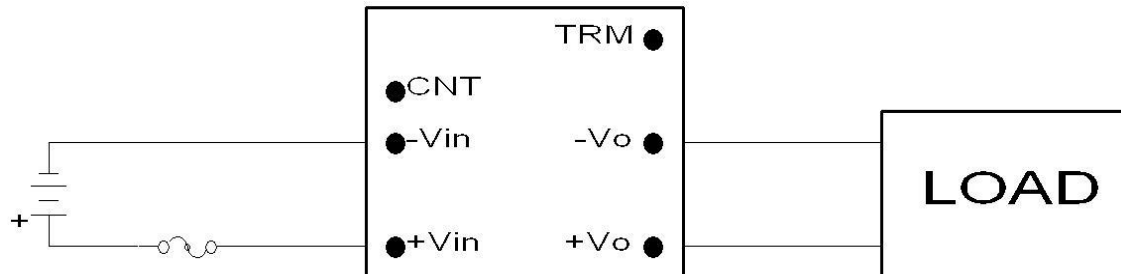 TRM
CNT
-Vin
-Vo
LOAD
+
+Vin
+Vo